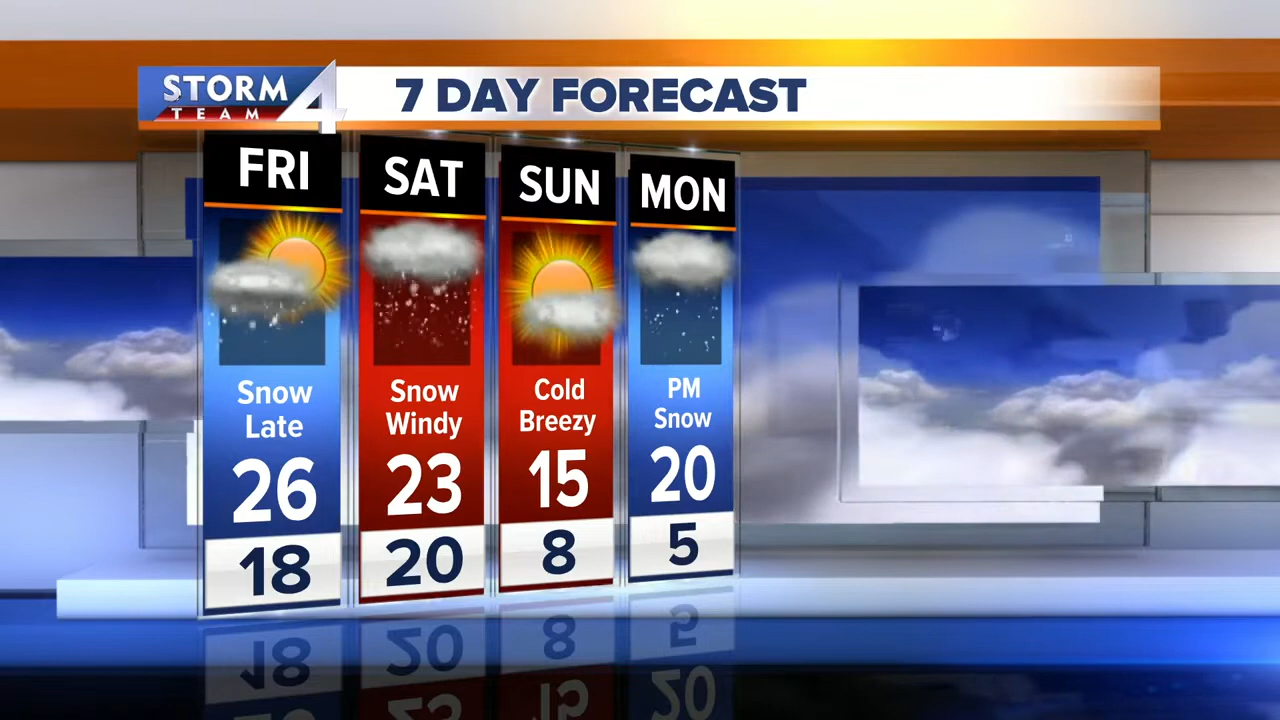 STORM
TEAM 4
7 DAY FORECAST
FRI
Snow
Late
26
18
SAT
Snow
Windy
23
20
SUN
Cold
Breezy
15
8
MON
PM
Snow
20
5